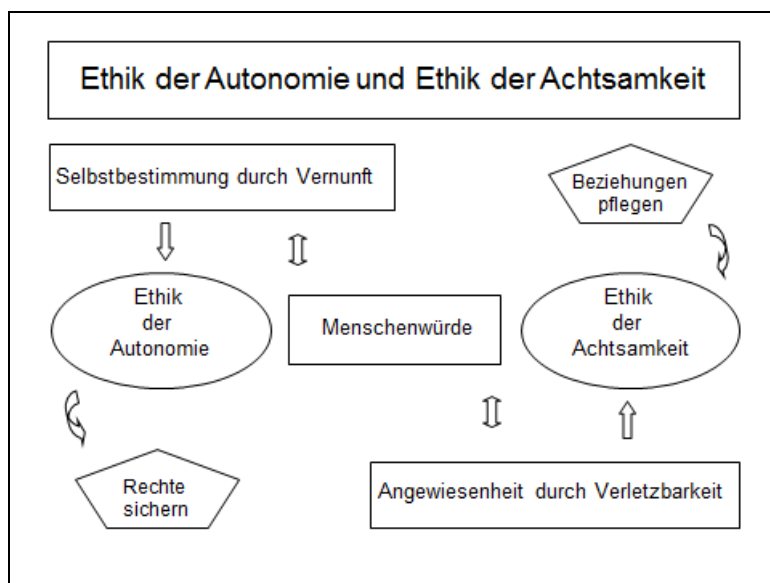 Ethik der Autonomie und Ethik der Achtsamkeit
Selbstbestimmung durch Vernunft
Beziehungen
pflegen
Ethik
der
Autonomie
Menschenwürde
Ethik
der
Achtsamkeit
Rechte
sichern
Angewiesenheit durch Verletzbarkeit